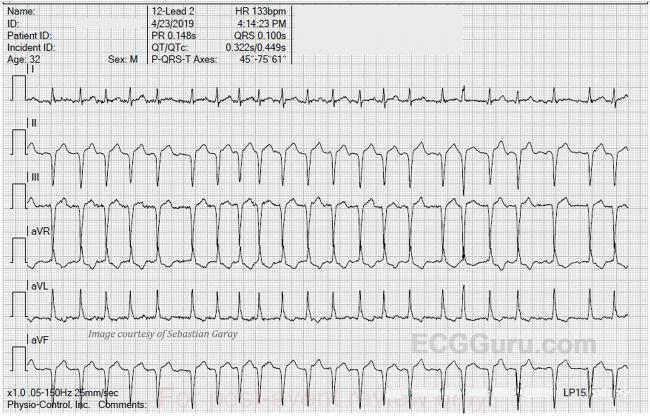 Name: 12-Lead 2 HR 133bpm
ID: 4/23/2019 4:14:23 PM
Patient ID: PR 0.148s QRS 0.100s
Incident ID: QT/QTc: 0.322s/0.449s
Age: 32 Sex: M P-QRS-T Axes: 45°-75°61°
I
II
III
aVR
aVL
Image courtesy of Sebastian Garay
ECGGuru.com
aVF
x1.0 .05-150Hz 25mm/sec LP15
Physio-Control, Inc. Comments: